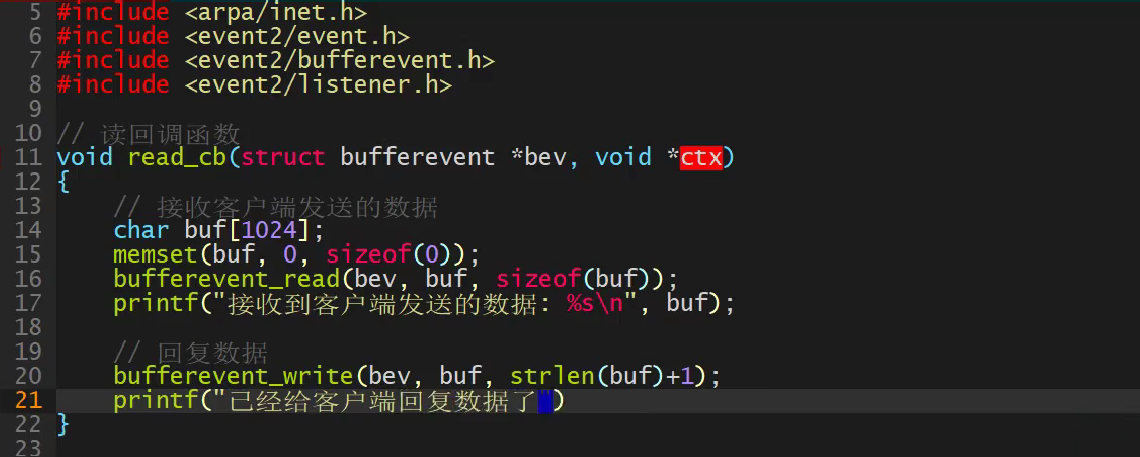 5 #include <arpa/inet.h>
6 #include <event2/event.h>
7 #include <event2/bufferevent.h>
8 #include <event2/listener.h>
9
10 // 读回调函数
11 void read_cb(struct bufferevent *bev, void *ctx)
12 {
13     // 接收客户端发送的数据
14     char buf[1024];
15     memset(buf, 0, sizeof(0));
16     bufferevent_read(bev, buf, sizeof(buf));
17     printf("接收到客户端发送的数据: %s\n", buf);
18
19     // 回复数据
20     bufferevent_write(bev, buf, strlen(buf)+1);
21     printf("已经给客户端回复数据了")
22 }
23